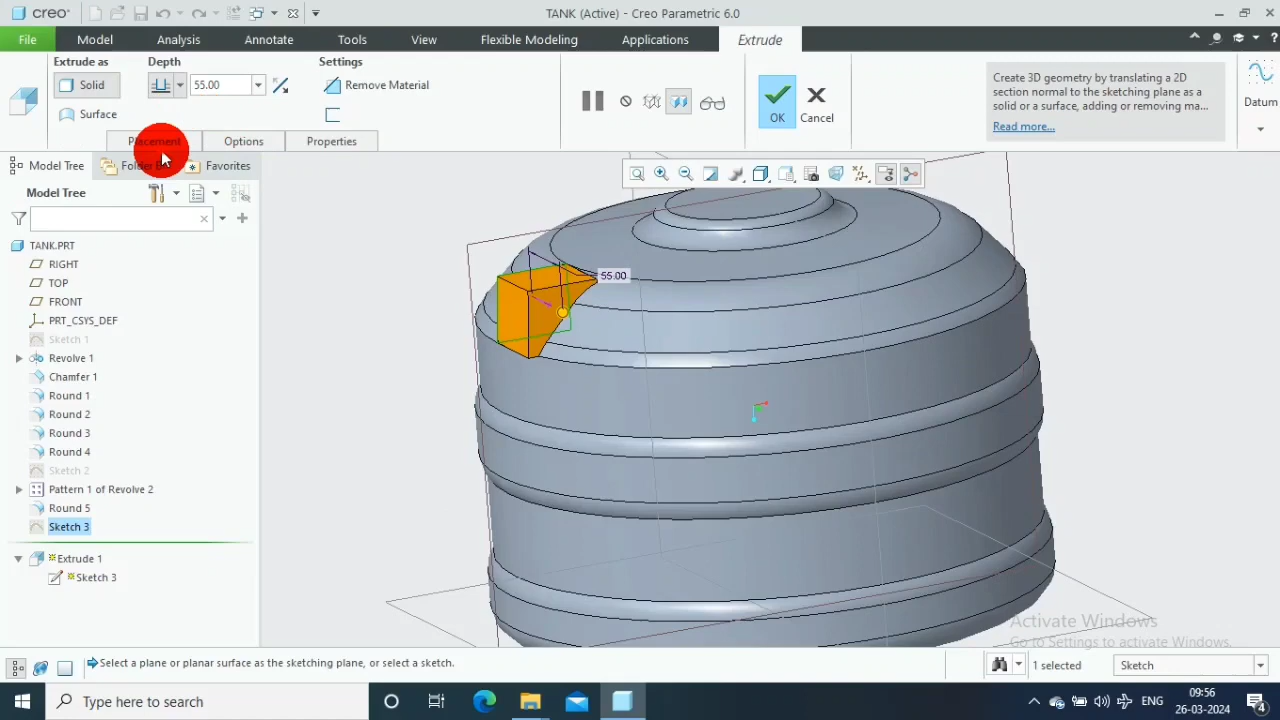 creo
TANK (Active) - Creo Parametric 6.0
File Model Analysis Annotate Tools View Flexible Modeling Applications Extrude
Extrude as Depth Settings
Solid 55.00 Remove Material
Surface
OK Cancel
Create 3D geometry by translating a 2D
section normal to the sketching plane as a
solid or a surface, adding or removing ma...
Read more...
Datum
Placement Options Properties
Model Tree Favorites
Model Tree
TANK.PRT
RIGHT
TOP
FRONT
PRT_CSYS_DEF
Sketch 1
Revolve 1
Chamfer 1
Round 1
Round 2
Round 3
Round 4
Sketch 2
Pattern 1 of Revolve 2
Round 5
Sketch 3
Extrude 1
Sketch 3
55.00
Activate Windows
Go to Settings to activate Windows.
Select a plane or planar surface as the sketching plane, or select a sketch.
1 selected Sketch
Type here to search
ENG
09:56
26-03-2024
4